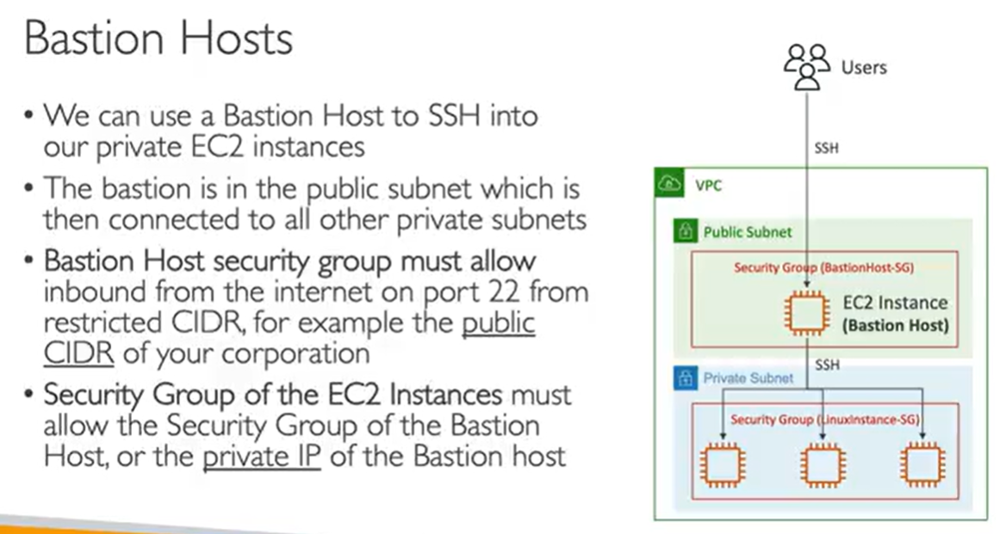 Bastion Hosts
• We can use a Bastion Host to SSH into
our private EC2 instances
• The bastion is in the public subnet which is
then connected to all other private subnets
• Bastion Host security group must allow
inbound from the internet on port 22 from
restricted CIDR, for example the public
CIDR of your corporation
• Security Group of the EC2 Instances must
allow the Security Group of the Bastion
Host, or the private IP of the Bastion host
Users
SSH
VPC
Public Subnet
Security Group (BastionHost-SG)
EC2 Instance
(Bastion Host)
SSH
Private Subnet
Security Group (LinuxInstance-SG)